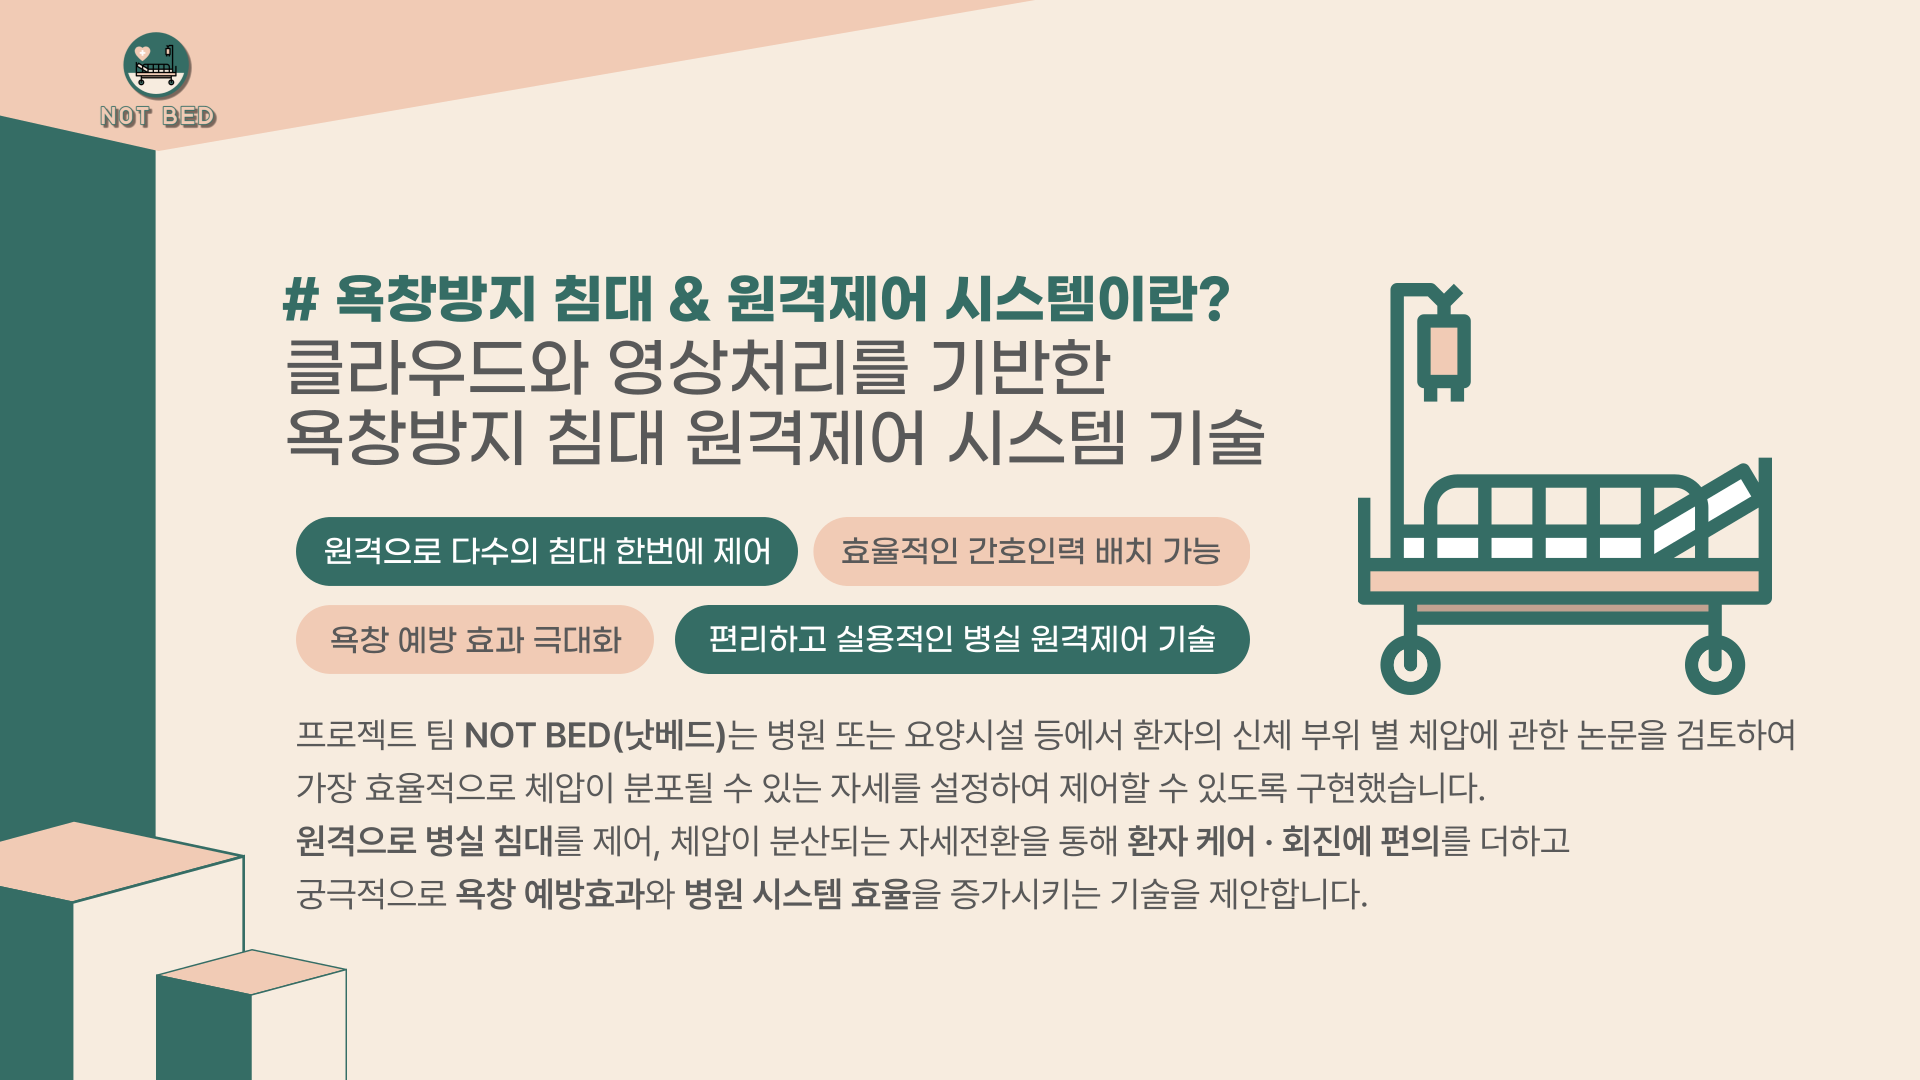 NOT BED
# 욕창방지 침대 & 원격제어 시스템이란?
클라우드와 영상처리를 기반한
욕창방지 침대 원격제어 시스템 기술
원격으로 다수의 침대 한번에 제어
효율적인 간호인력 배치 가능
욕창 예방 효과 극대화
편리하고 실용적인 병실 원격제어 기술
프로젝트 팀 NOT BED(낫베드)는 병원 또는 요양시설 등에서 환자의 신체 부위 별 체압에 관한 논문을 검토하여
가장 효율적으로 체압이 분포될 수 있는 자세를 설정하여 제어할 수 있도록 구현했습니다.
원격으로 병실 침대를 제어, 체압이 분산되는 자세전환을 통해 환자 케어 · 회진에 편의를 더하고
궁극적으로 욕창 예방효과와 병원 시스템 효율을 증가시키는 기술을 제안합니다.